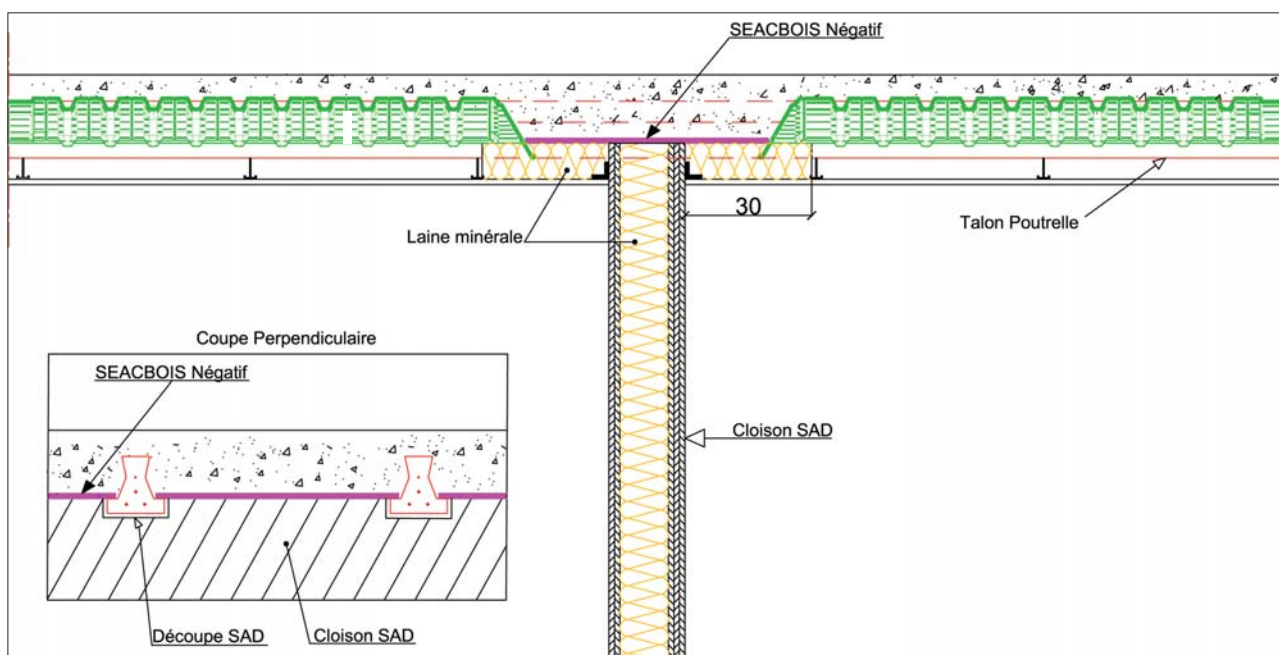 SEACBOIS Négatif
30
Laine minérale
Talon Poutrelle
Coupe Perpendiculaire
SEACBOIS Négatif
Cloison SAD
Découpe SAD
Cloison SAD